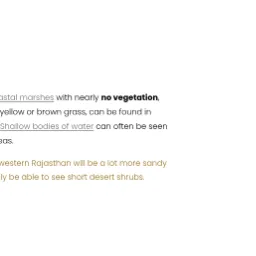 astal marshes with nearly no vegetation,
yellow or brown grass, can be found in
Shallow bodies of water can often be seen
eas.
western Rajasthan will be a lot more sandy
ly be able to see short desert shrubs.